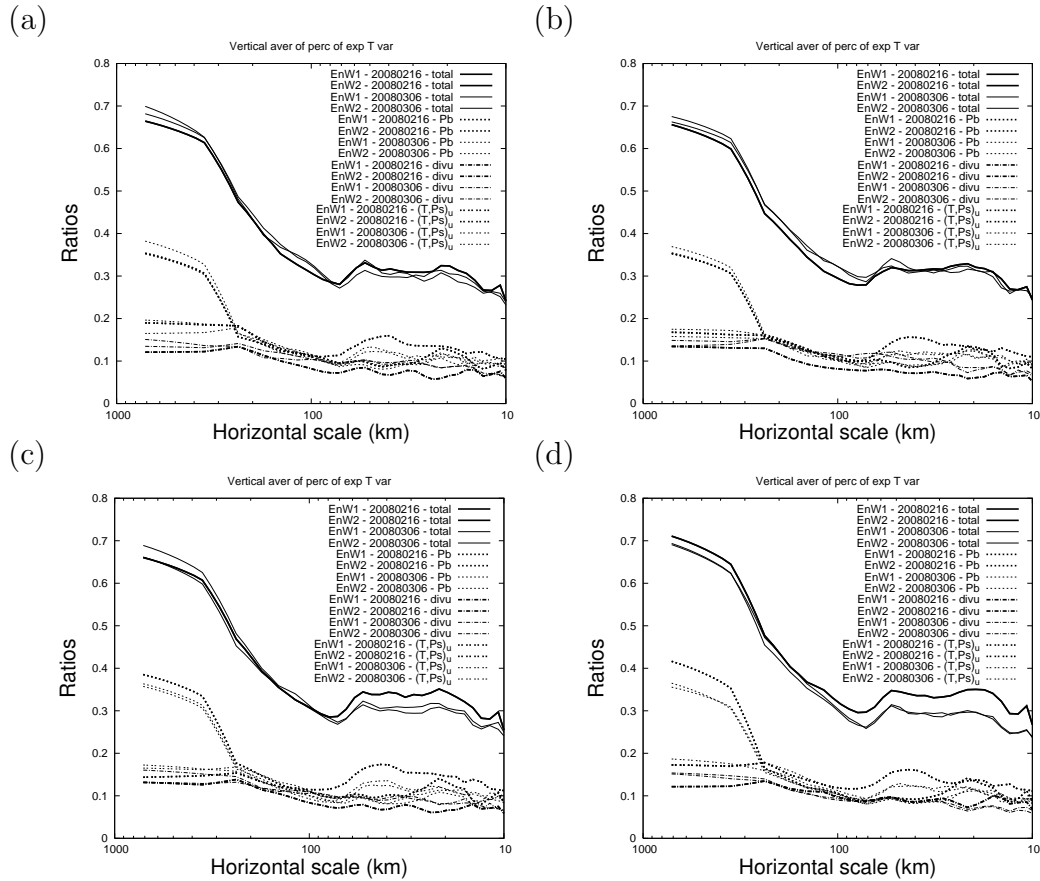 (a)
Vertical aver of perc of exp T var
Ratios
0.8
0.7
0.6
0.5
0.4
0.3
0.2
0.1
0
EnW1 - 20080216 - total
EnW2 - 20080216 - total
EnW1 - 20080306 - total
EnW2 - 20080306 - total
EnW1 - 20080216 - Pb
EnW2 - 20080216 - Pb
EnW1 - 20080306 - Pb
EnW2 - 20080306 - Pb
EnW1 - 20080216 - divu
EnW2 - 20080216 - divu
EnW1 - 20080306 - divu
EnW2 - 20080306 - divu
EnW1 - 20080216 - (T,Ps)u
EnW2 - 20080216 - (T,Ps)u
EnW1 - 20080306 - (T,Ps)u
EnW2 - 20080306 - (T,Ps)u
1000 100 10
Horizontal scale (km)
(b)
Vertical aver of perc of exp T var
Ratios
0.8
0.7
0.6
0.5
0.4
0.3
0.2
0.1
0
EnW1 - 20080216 - total
EnW2 - 20080216 - total
EnW1 - 20080306 - total
EnW2 - 20080306 - total
EnW1 - 20080216 - Pb
EnW2 - 20080216 - Pb
EnW1 - 20080306 - Pb
EnW2 - 20080306 - Pb
EnW1 - 20080216 - divu
EnW2 - 20080216 - divu
EnW1 - 20080306 - divu
EnW2 - 20080306 - divu
EnW1 - 20080216 - (T,Ps)u
EnW2 - 20080216 - (T,Ps)u
EnW1 - 20080306 - (T,Ps)u
EnW2 - 20080306 - (T,Ps)u
1000 100 10
Horizontal scale (km)
(c)
Vertical aver of perc of exp T var
Ratios
0.8
0.7
0.6
0.5
0.4
0.3
0.2
0.1
0
EnW1 - 20080216 - total
EnW2 - 20080216 - total
EnW1 - 20080306 - total
EnW2 - 20080306 - total
EnW1 - 20080216 - Pb
EnW2 - 20080216 - Pb
EnW1 - 20080306 - Pb
EnW2 - 20080306 - Pb
EnW1 - 20080216 - divu
EnW2 - 20080216 - divu
EnW1 - 20080306 - divu
EnW2 - 20080306 - divu
EnW1 - 20080216 - (T,Ps)u
EnW2 - 20080216 - (T,Ps)u
EnW1 - 20080306 - (T,Ps)u
EnW2 - 20080306 - (T,Ps)u
1000 100 10
Horizontal scale (km)
(d)
Vertical aver of perc of exp T var
Ratios
0.8
0.7
0.6
0.5
0.4
0.3
0.2
0.1
0
EnW1 - 20080216 - total
EnW2 - 20080216 - total
EnW1 - 20080306 - total
EnW2 - 20080306 - total
EnW1 - 20080216 - Pb
EnW2 - 20080216 - Pb
EnW1 - 20080306 - Pb
EnW2 - 20080306 - Pb
EnW1 - 20080216 - divu
EnW2 - 20080216 - divu
EnW1 - 20080306 - divu
EnW2 - 20080306 - divu
EnW1 - 20080216 - (T,Ps)u
EnW2 - 20080216 - (T,Ps)u
EnW1 - 20080306 - (T,Ps)u
EnW2 - 20080306 - (T,Ps)u
1000 100 10
Horizontal scale (km)